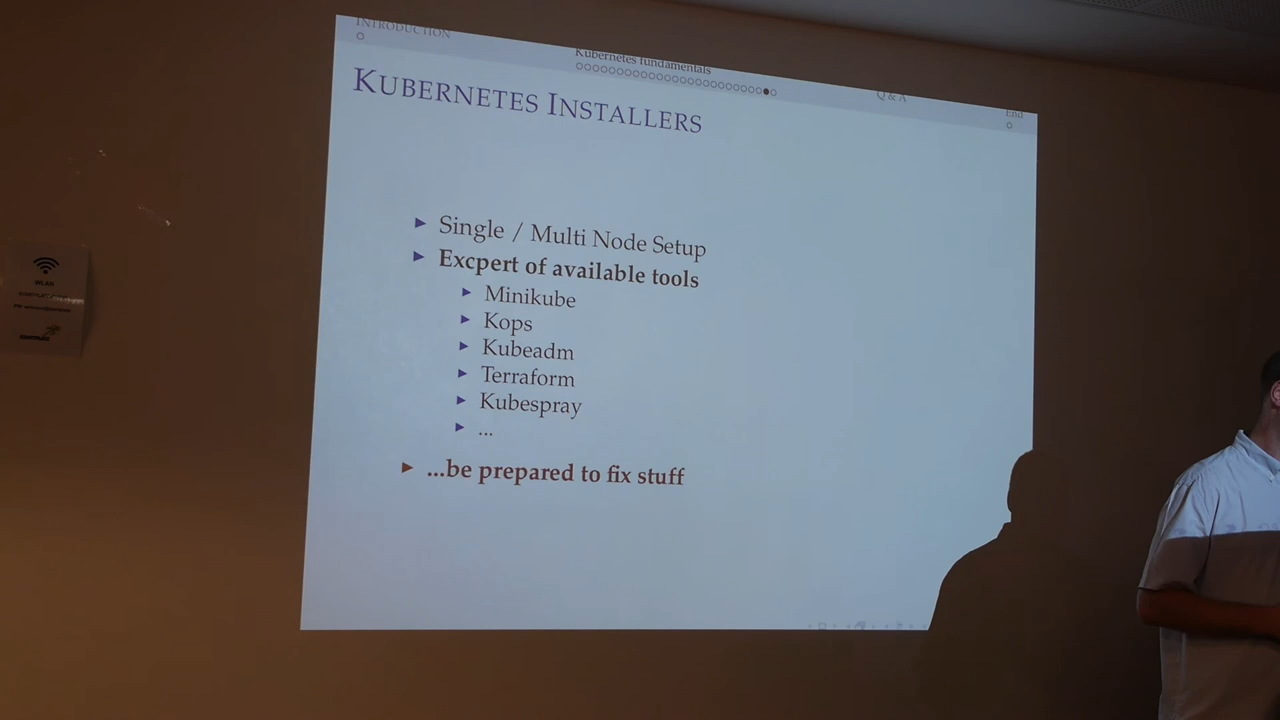 INTRODUCTION
Kubernetes fundamentals
Q & A
End
KUBERNETES INSTALLERS
Single / Multi Node Setup
Excpert of available tools
Minikube
Kops
Kubeadm
Terraform
Kubespray
...
...be prepared to fix stuff
WLAN